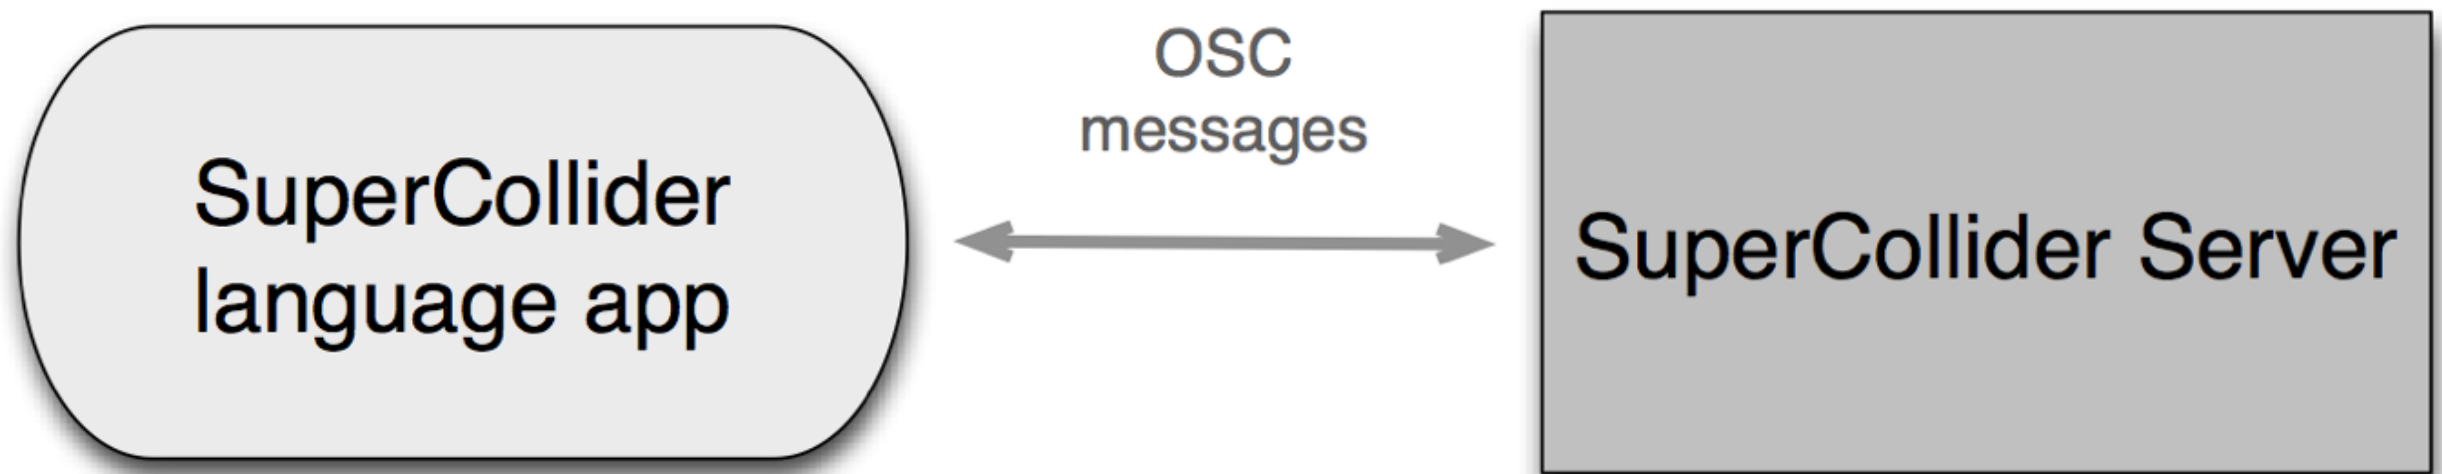 SuperCollider
language app
OSC
messages
SuperCollider Server